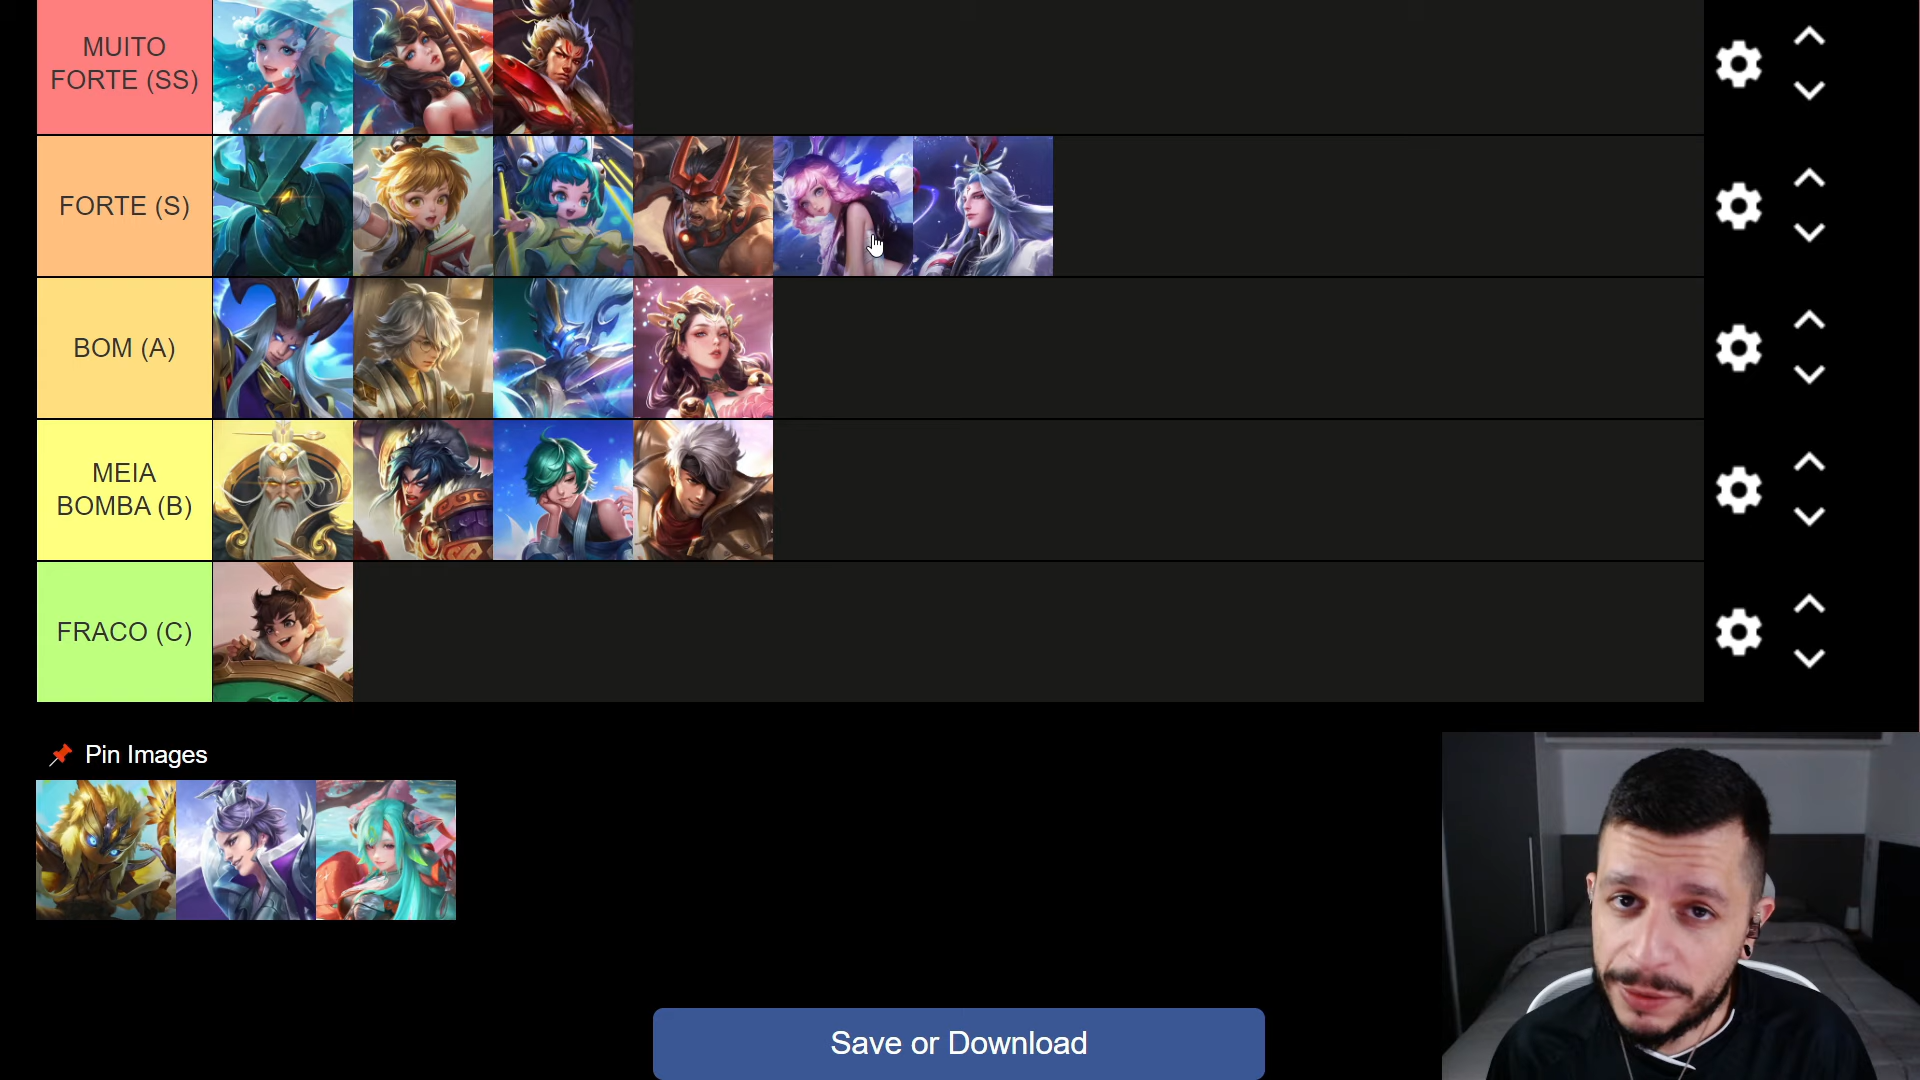 MUITO
FORTE (SS)
FORTE (S)
BOM (A)
MEIA
BOMBA (B)
FRACO (C)
Pin Images
Save or Download